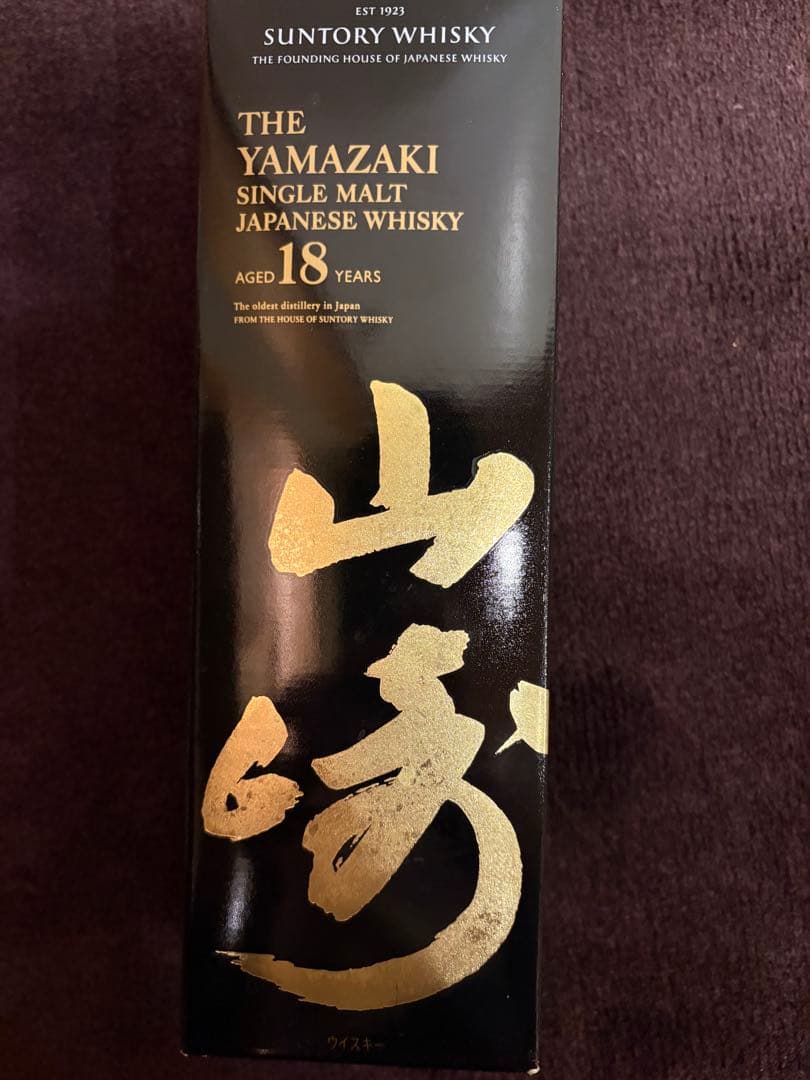 EST 1923
SUNTORY WHISKY
THE FOUNDING HOUSE OF JAPANESE WHISKY
THE
YAMAZAKI
SINGLE MALT
JAPANESE WHISKY
AGED 18 YEARS
The oldest distillery in Japan
FROM THE HOUSE OF SUNTORY WHISKY
山
崎
ウイスキー